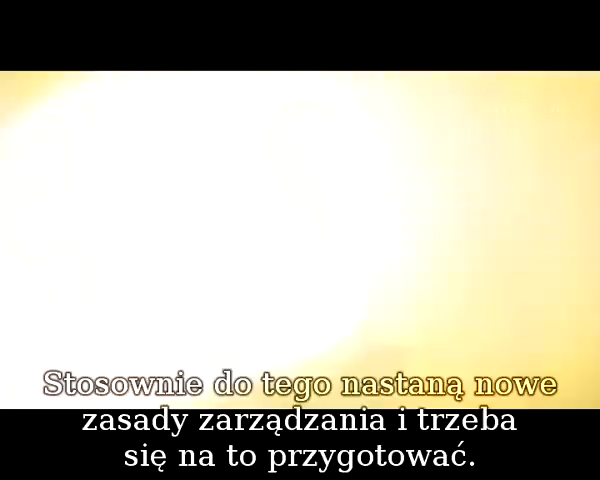 Stosownie do tego nastaną nowe
zasady zarządzania i trzeba
się na to przygotować.